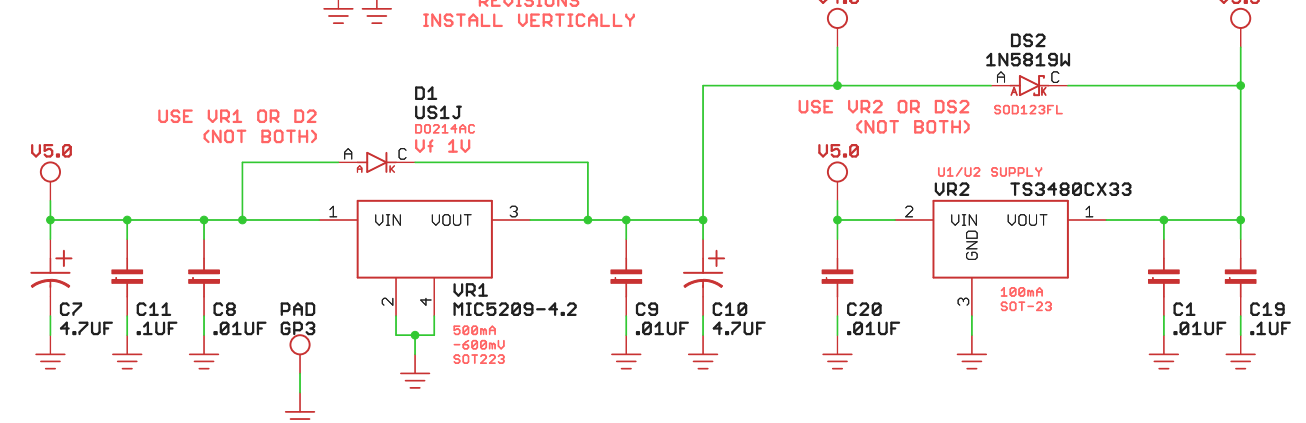 REVISIONS
INSTALL VERTICALLY
DS2
1N5819W
A
C
A
K
SOD123FL
USE VR2 OR DS2
(NOT BOTH)
D1
US1J
DO214AC
Vf 1V
USE VR1 OR D2
(NOT BOTH)
A
C
A
K
V5.0
V5.0
U1/U2 SUPPLY
VR2
TS3480CX33
1
VIN
VOUT
3
2
VIN
VOUT
1
GND
2
4
3
VR1
MIC5209-4.2
500mA
-600mV
SOT223
100mA
SOT-23
C7
4.7UF
C11
.1UF
C8
.01UF
PAD
GP3
C9
.01UF
C10
4.7UF
C20
.01UF
C1
.01UF
C19
.1UF